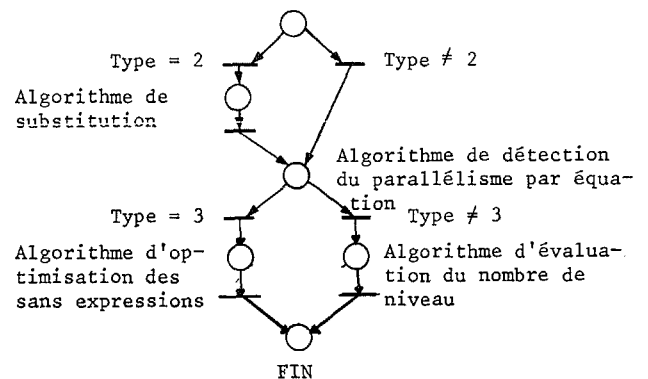 Type = 2
Type ≠ 2
Algorithme de
substitution
Algorithme de détection
du parallélisme par équa-
tion
Type = 3
Type ≠ 3
Algorithme d'op-
timisation des
sans expressions
Algorithme d'évalua-
tion du nombre de
niveau
FIN